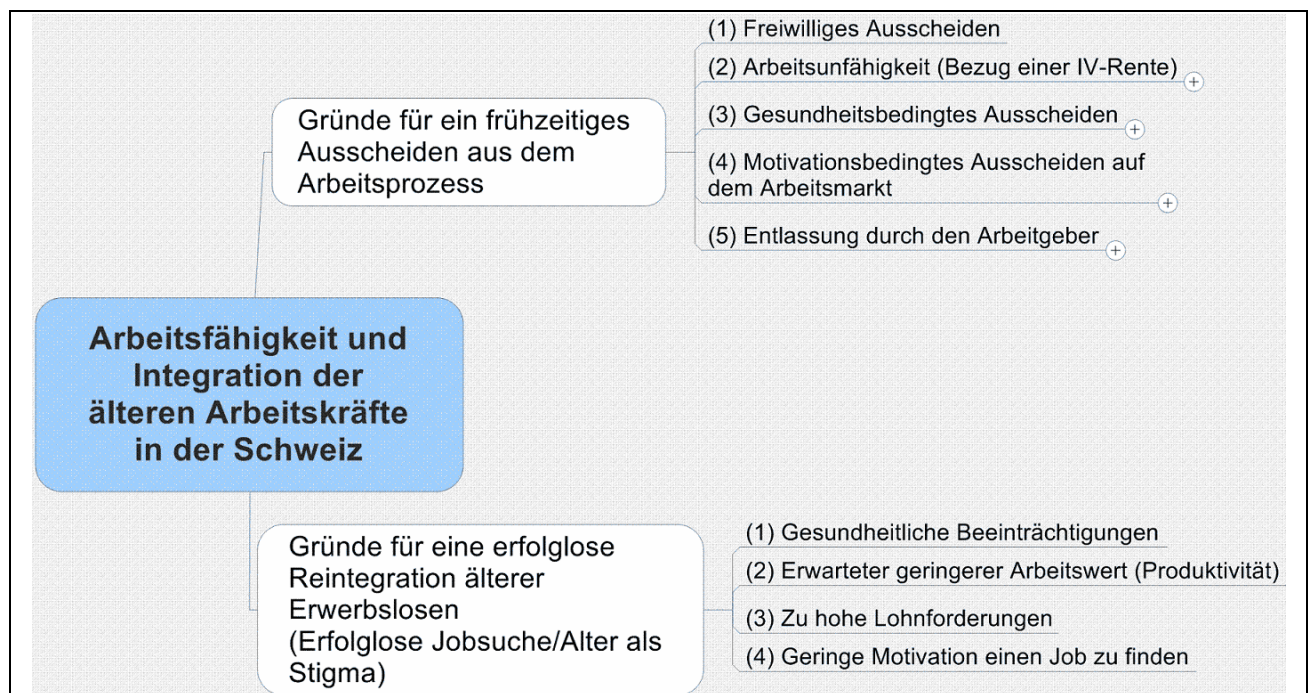 (1) Freiwilliges Ausscheiden
(2) Arbeitsunfähigkeit (Bezug einer IV-Rente)
(3) Gesundheitsbedingtes Ausscheiden
(4) Motivationsbedingtes Ausscheiden auf
dem Arbeitsmarkt
(5) Entlassung durch den Arbeitgeber
Gründe für ein frühzeitiges
Ausscheiden aus dem
Arbeitsprozess
Arbeitsfähigkeit und
Integration der
älteren Arbeitskräfte
in der Schweiz
Gründe für eine erfolglose
Reintegration älterer
Erwerbslosen
(Erfolglose Jobsuche/Alter als
Stigma)
(1) Gesundheitliche Beeinträchtigungen
(2) Erwarteter geringerer Arbeitswert (Produktivität)
(3) Zu hohe Lohnforderungen
(4) Geringe Motivation einen Job zu finden